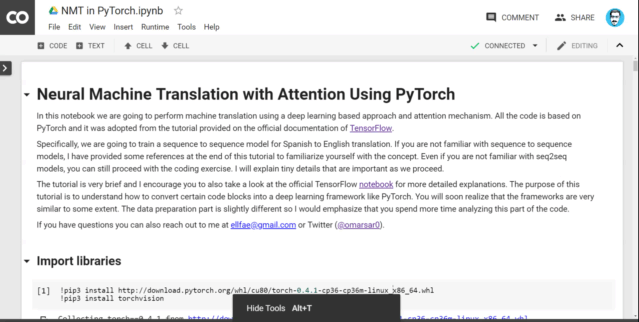 CO NMT in PyTorch.ipynb
File Edit View Insert Runtime Tools Help
COMMENT SHARE
CODE TEXT CELL CELL CONNECTED EDITING
Neural Machine Translation with Attention Using PyTorch
In this notebook we are going to perform machine translation using a deep learning based approach and attention mechanism. All the code is based on
PyTorch and it was adopted from the tutorial provided on the official documentation of TensorFlow.
Specifically, we are going to train a sequence to sequence model for Spanish to English translation. If you are not familiar with sequence to sequence
models, I have provided some references at the end of this tutorial to familiarize yourself with the concept. Even if you are not familiar with seq2seq
models, you can still proceed with the coding exercise. I will explain tiny details that are important as we proceed.
The tutorial is very brief and I encourage you to also take a look at the official TensorFlow notebook for more detailed explanations. The purpose of this
tutorial is to understand how to convert certain code blocks into a deep learning framework like PyTorch. You will soon realize that the frameworks are very
similar to some extent. The data preparation part is slightly different so I would emphasize that you spend more time analyzing this part of the code.
If you have questions you can also reach out to me at ellfae@gmail.com or Twitter (@omarsar0).
Import libraries
[1] !pip3 install http://download.pytorch.org/whl/cu80/torch-0.4.1-cp36-cp36m-linux_x86_64.whl
!pip3 install torchvision
Hide Tools Alt+T